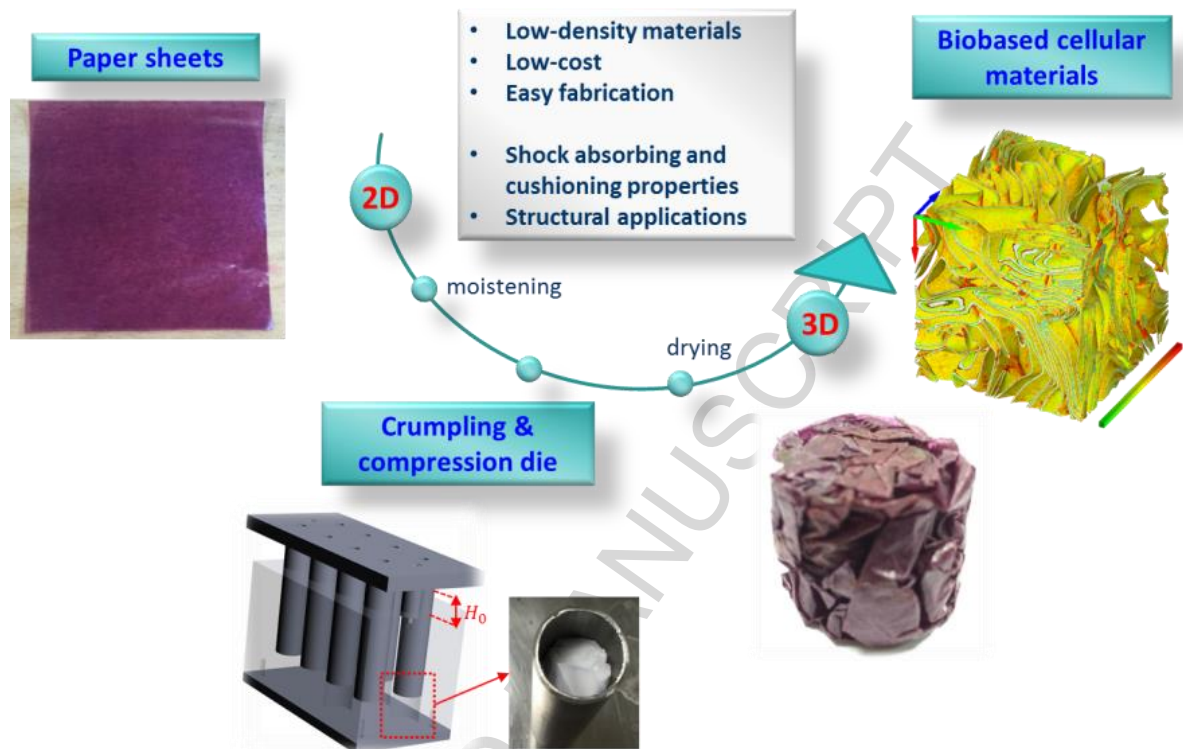 Paper sheets
• Low-density materials
• Low-cost
• Easy fabrication
• Shock absorbing and
cushioning properties
• Structural applications
Biobased cellular
materials
2D
moistening
drying
3D
Crumpling &
compression die
H₀
ANUSCRIPT